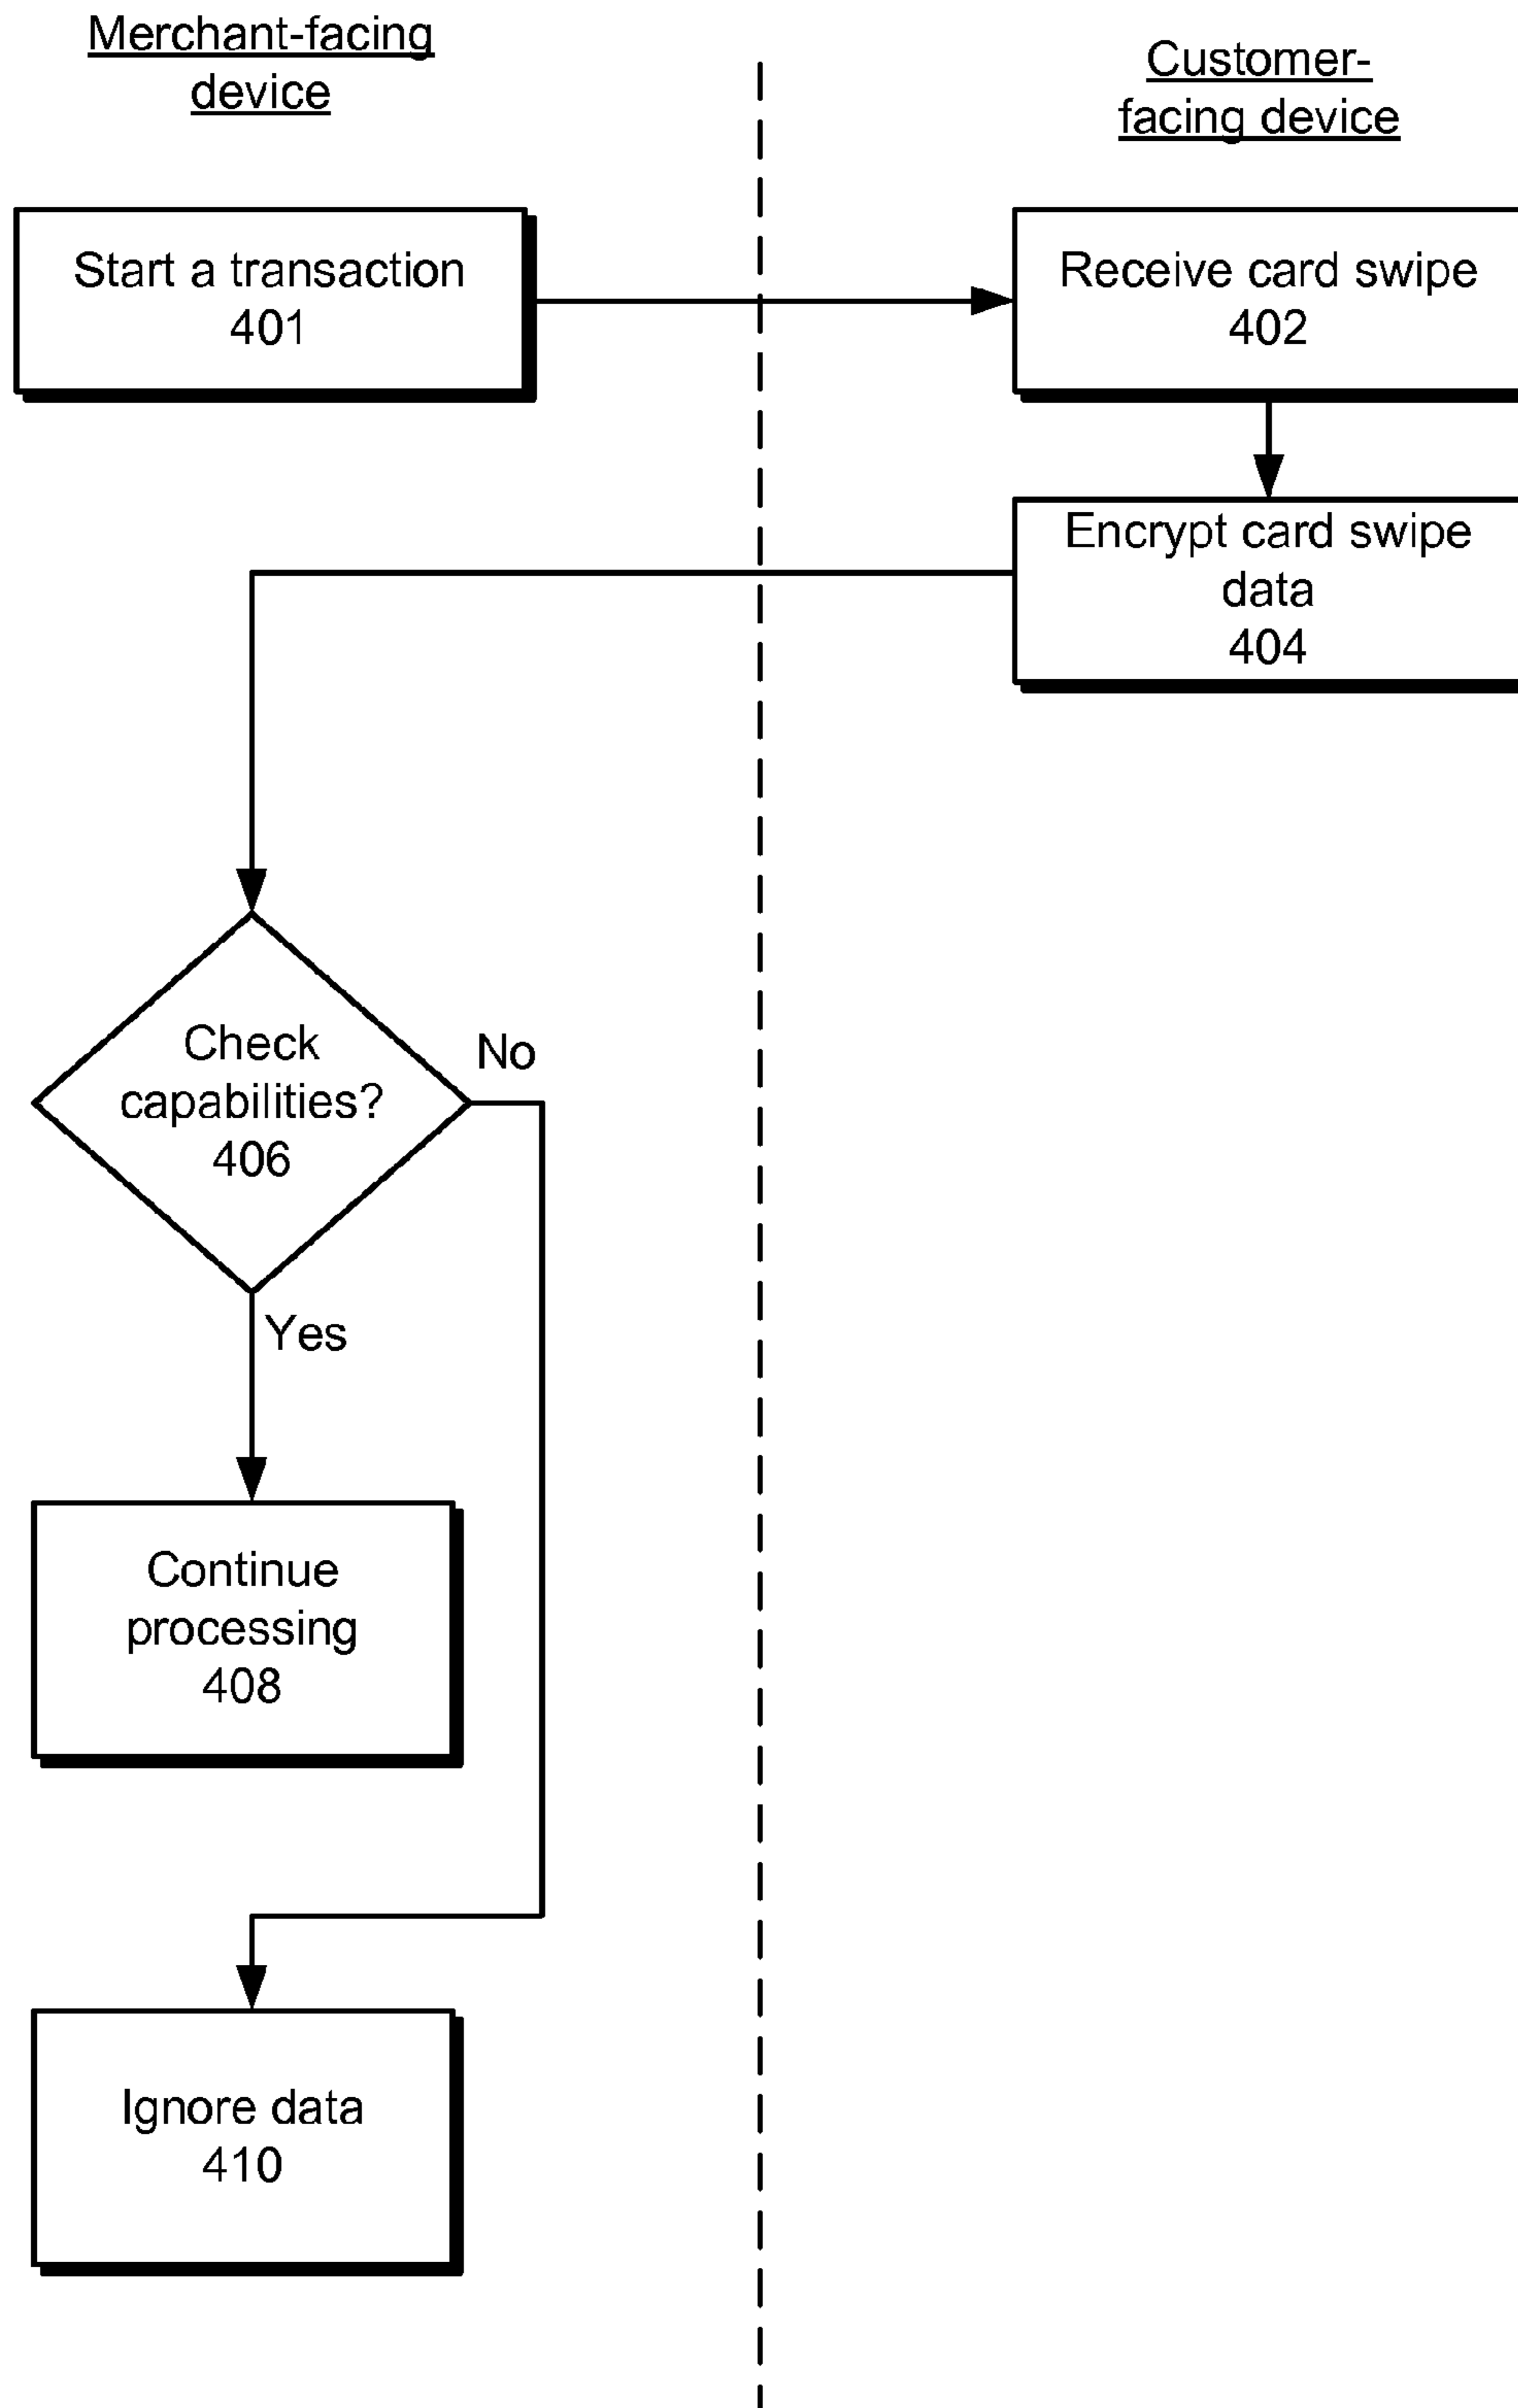 Merchant-facing
device
Customer-
facing device
Start a transaction
401
Receive card swipe
402
Encrypt card swipe
data
404
Check
capabilities?
406
No
Yes
Continue
processing
408
Ignore data
410